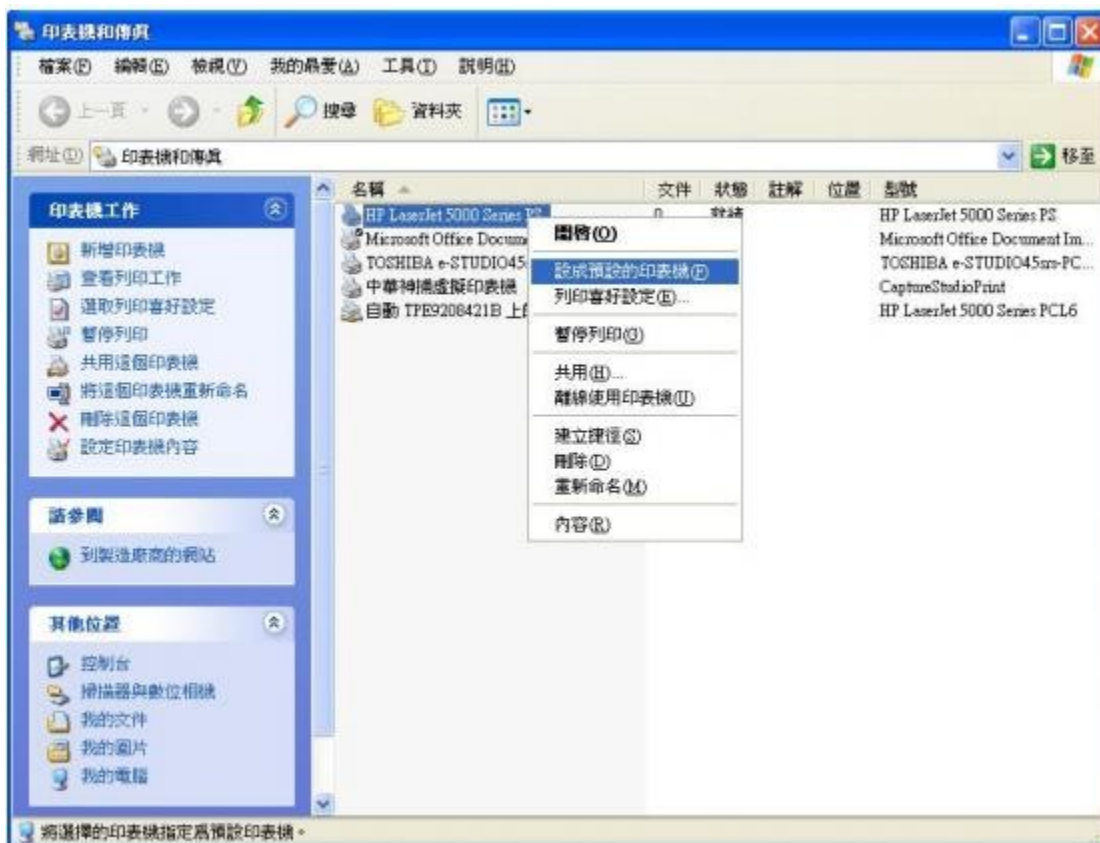 印表機和傳真
檔案(F) 編輯(E) 檢視(V) 我的最愛(A) 工具(T) 說明(H)
上一頁 搜尋 資料夾
網址(D) 印表機和傳真 移至
印表機工作
新增印表機
查看列印工作
選取列印喜好設定
暫停列印
共用這個印表機
將這個印表機重新命名
刪除這個印表機
設定印表機內容
請參閱
到製造廠商的網站
其他位置
控制台
掃描器與數位相機
我的文件
我的圖片
我的電腦
名稱 文件 狀態 註解 位置 型號
HP LaserJet 5000 Series PS 0 就緒 HP LaserJet 5000 Series PS
Microsoft Office Docume Microsoft Office Document Im...
TOSHIBA e-STUDIO45 TOSHIBA e-STUDIO45srs-PC...
中華神捕虛擬印表機 CaptureStudioPrint
自動 TPE9208421B 上 HP LaserJet 5000 Series PCL6
開啟(O)
設成預設的印表機(F)
列印喜好設定(E)...
暫停列印(G)
共用(H)...
離線使用印表機(U)
建立捷徑(S)
刪除(D)
重新命名(M)
內容(R)
將選擇的印表機指定為預設印表機。